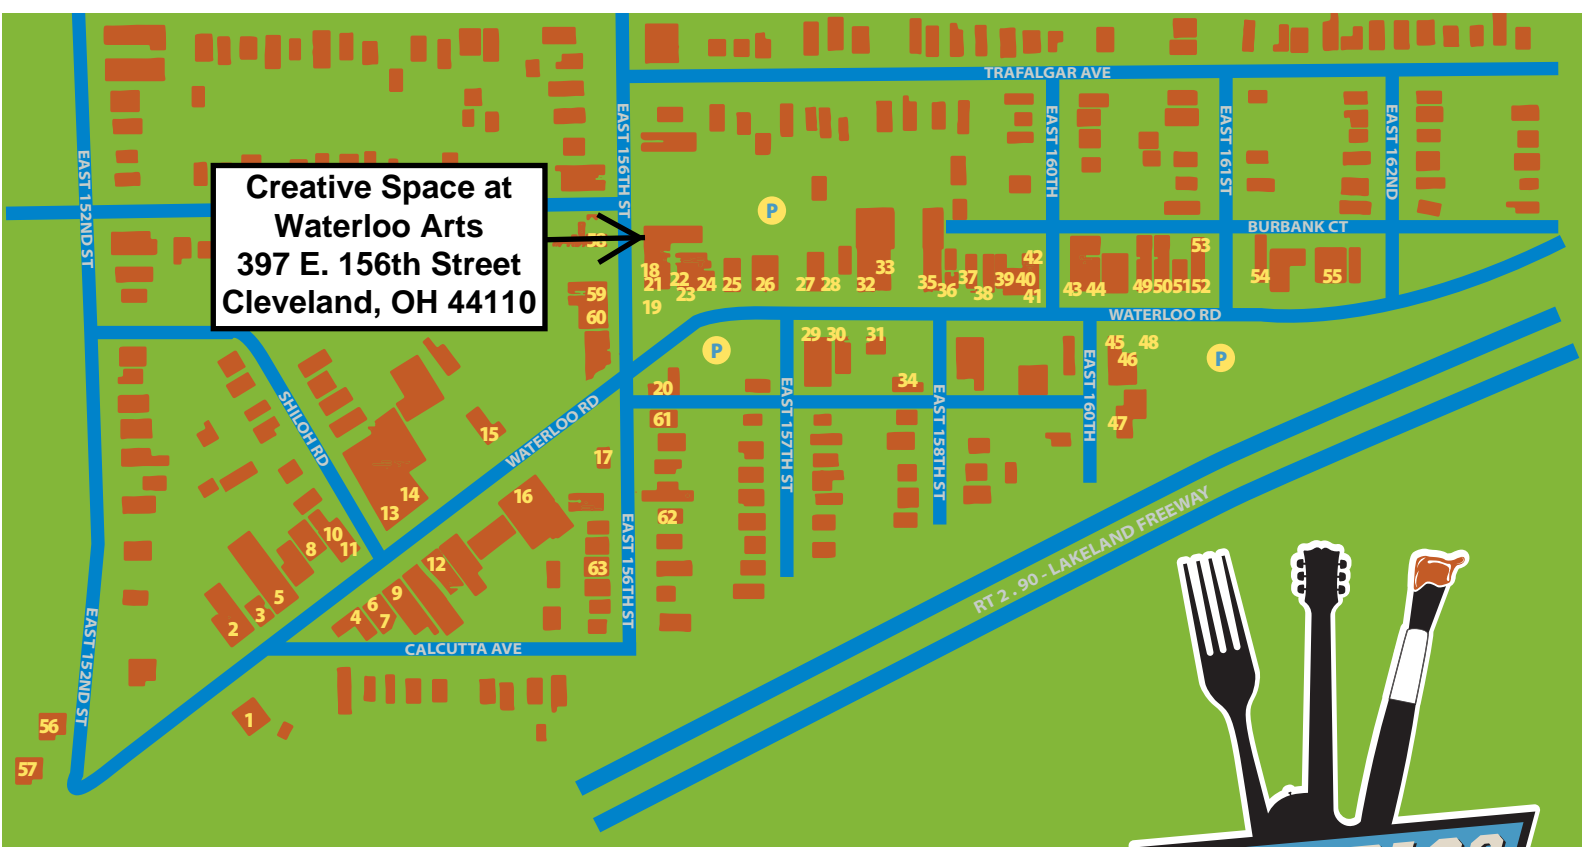 TRAFALGAR AVE
EAST 152ND ST
EAST 156TH ST
EAST 160TH
EAST 161ST
EAST 162ND
Creative Space at
Waterloo Arts
397 E. 156th Street
Cleveland, OH 44110
P
BURBANK CT
58
18
21
22
23
24
25
26
27
28
32
33
35
36
37
38
39
40
41
42
43
44
49
50
51
52
53
54
55
19
59
60
WATERLOO RD
P
29
30
31
45
46
48
P
20
34
61
EAST 157TH ST
EAST 158TH ST
EAST 160TH
47
SHILOH RD
15
WATERLOO RD
17
14
13
16
62
10
8
11
12
EAST 156TH ST
63
RT 2 . 90 - LAKELAND FREEWAY
5
3
2
9
6
7
4
EAST 152ND ST
CALCUTTA AVE
1
56
57